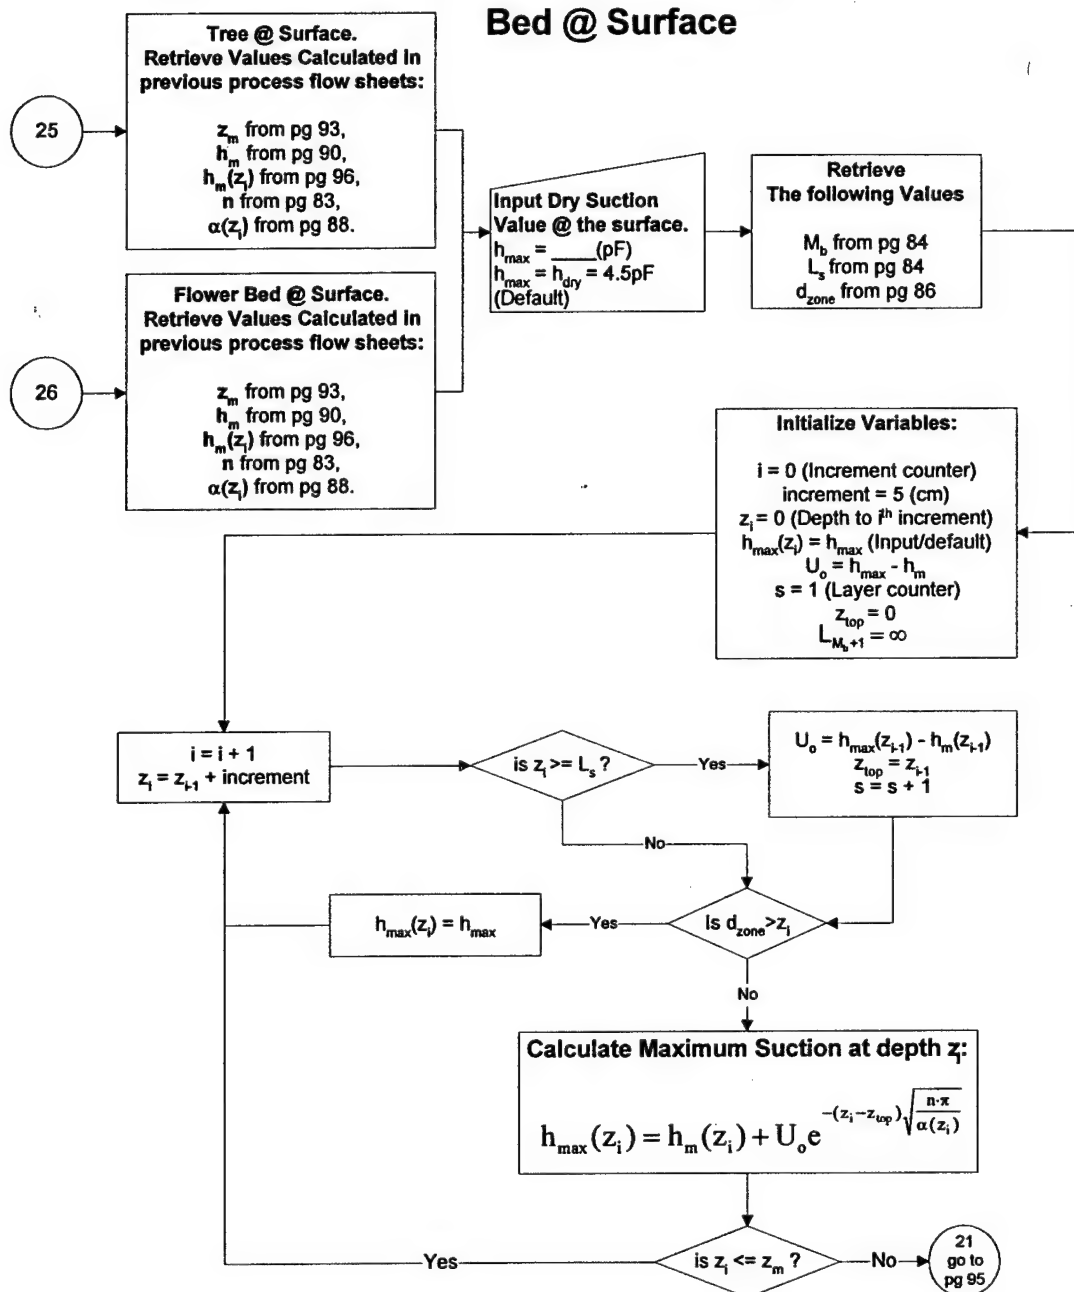 Bed @ Surface
25
Tree @ Surface.
Retrieve Values Calculated in
previous process flow sheets:
z_m from pg 93,
h_m from pg 90,
h_m(z_i) from pg 96,
n from pg 83,
α(z_i) from pg 88.
26
Flower Bed @ Surface.
Retrieve Values Calculated in
previous process flow sheets:
z_m from pg 93,
h_m from pg 90,
h_m(z_i) from pg 96,
n from pg 83,
α(z_i) from pg 88.
Input Dry Suction
Value @ the surface.
h_max = ____(pF)
h_max = h_dry = 4.5pF
(Default)
Retrieve
The following Values
M_b from pg 84
L_s from pg 84
d_zone from pg 86
Initialize Variables:
i = 0 (Increment counter)
increment = 5 (cm)
z_i = 0 (Depth to i^th increment)
h_max(z_i) = h_max (Input/default)
U_o = h_max - h_m
s = 1 (Layer counter)
z_top = 0
L_{M_b+1} = ∞
i = i + 1
z_i = z_{i-1} + increment
is z_i >= L_s ?
Yes
U_o = h_max(z_{i-1}) - h_m(z_{i-1})
z_top = z_{i-1}
s = s + 1
No
is d_zone>z_i
Yes
h_max(z_i) = h_max
No
Calculate Maximum Suction at depth z_i:
h_max(z_i) = h_m(z_i) + U_o e^{-(z_i-z_top)√(n·π/α(z_i))}
is z_i <= z_m ?
Yes
No
21
go to
pg 95